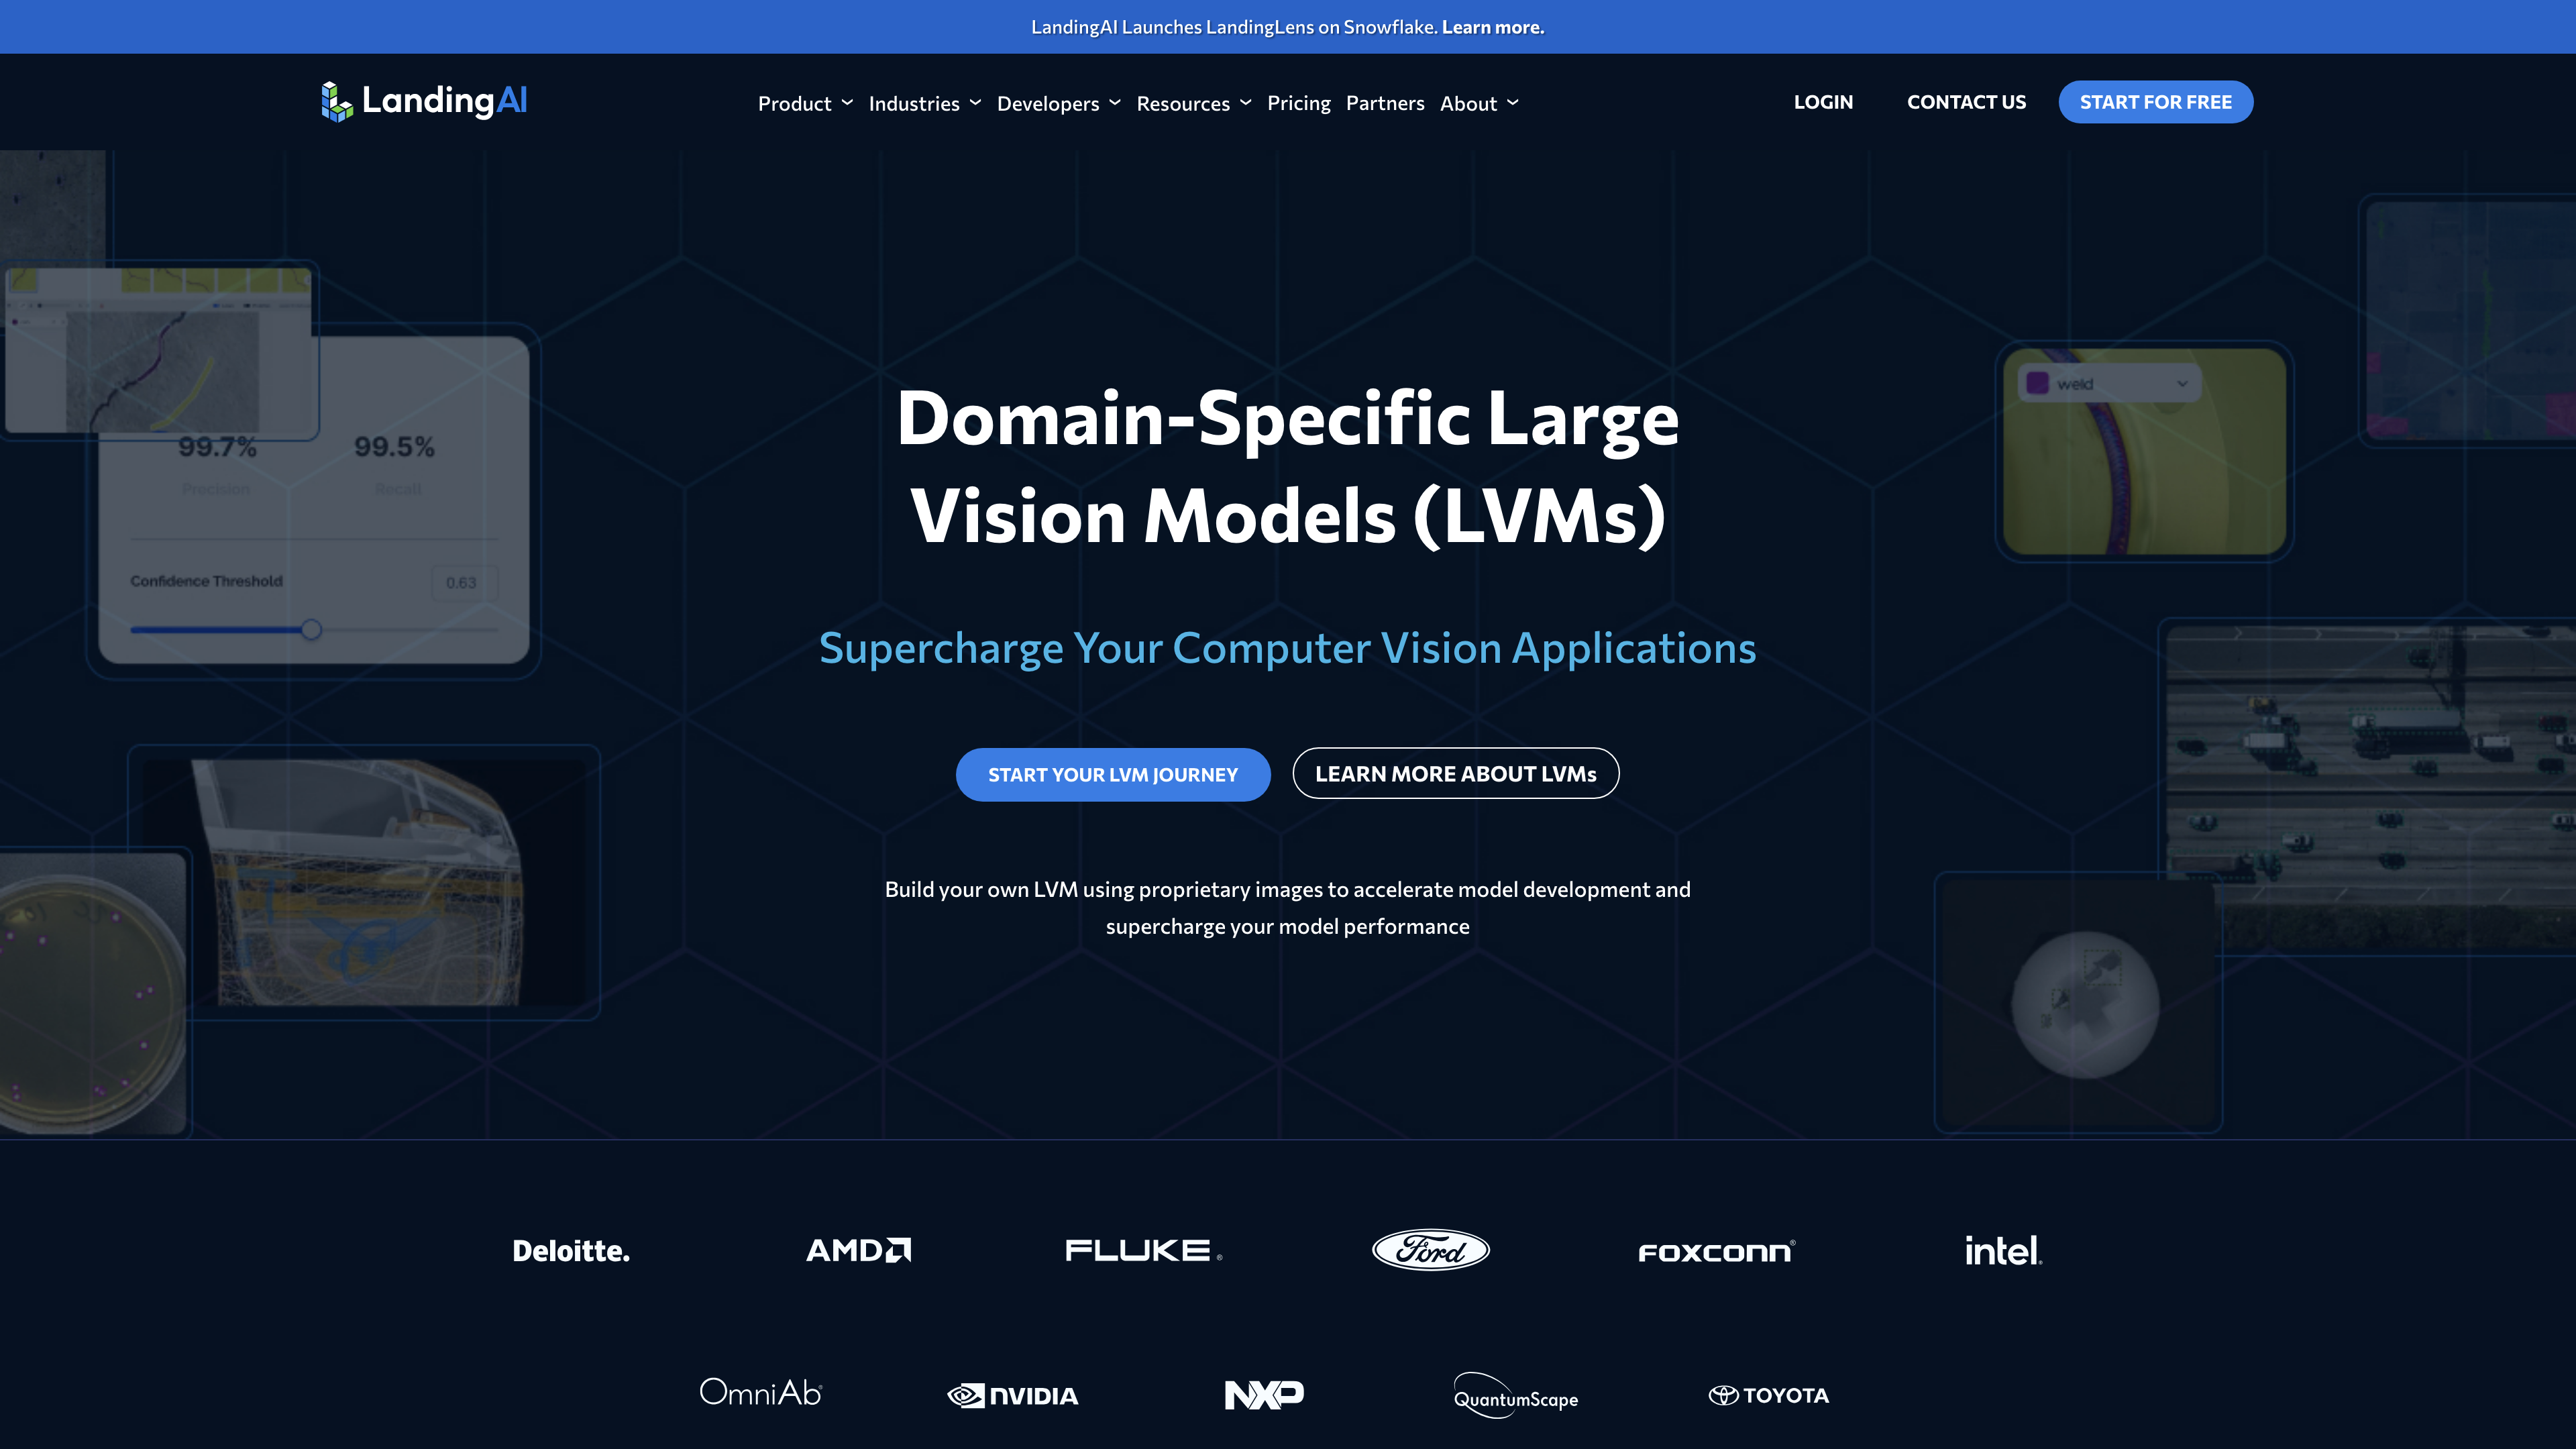 LandingAI Launches LandingLens on Snowflake. Learn more.
LandingAI
Product Industries Developers Resources Pricing Partners About
LOGIN CONTACT US START FOR FREE
99.7% 99.5%
Precision Recall
Confidence Threshold 0.63
weld
Domain-Specific Large
Vision Models (LVMs)
Supercharge Your Computer Vision Applications
START YOUR LVM JOURNEY LEARN MORE ABOUT LVMs
Build your own LVM using proprietary images to accelerate model development and
supercharge your model performance
Deloitte. AMD FLUKE® Ford FOXCONN® intel.
OmniAb NVIDIA NXP QuantumScape TOYOTA